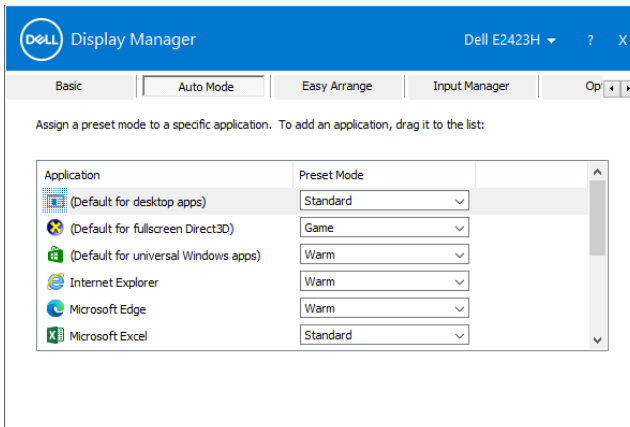 DELL Display Manager Dell E2423H ? X
Basic Auto Mode Easy Arrange Input Manager Op
Assign a preset mode to a specific application. To add an application, drag it to the list:
Application Preset Mode
(Default for desktop apps) Standard
(Default for fullscreen Direct3D) Game
(Default for universal Windows apps) Warm
Internet Explorer Warm
Microsoft Edge Warm
Microsoft Excel Standard